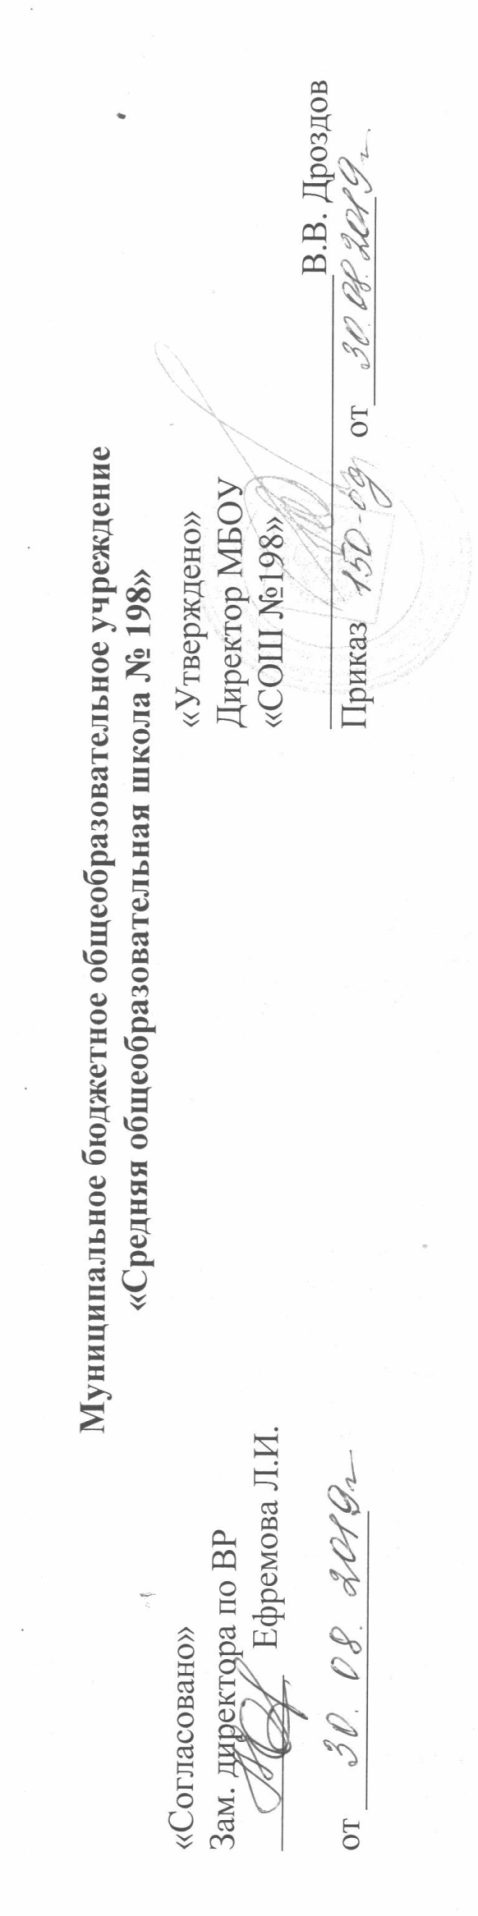 Муниципальное бюджетное общеобразовательное учреждение
«Средняя общеобразовательная школа № 198»
«Согласовано»
Зам. директора по ВР
Ефремова Л.И.
от 30. 08. 2019г
«Утверждено»
Директор МБОУ
«СОШ №198»
В.В. Дроздов
Приказ 150-од от 30.08.2019г.